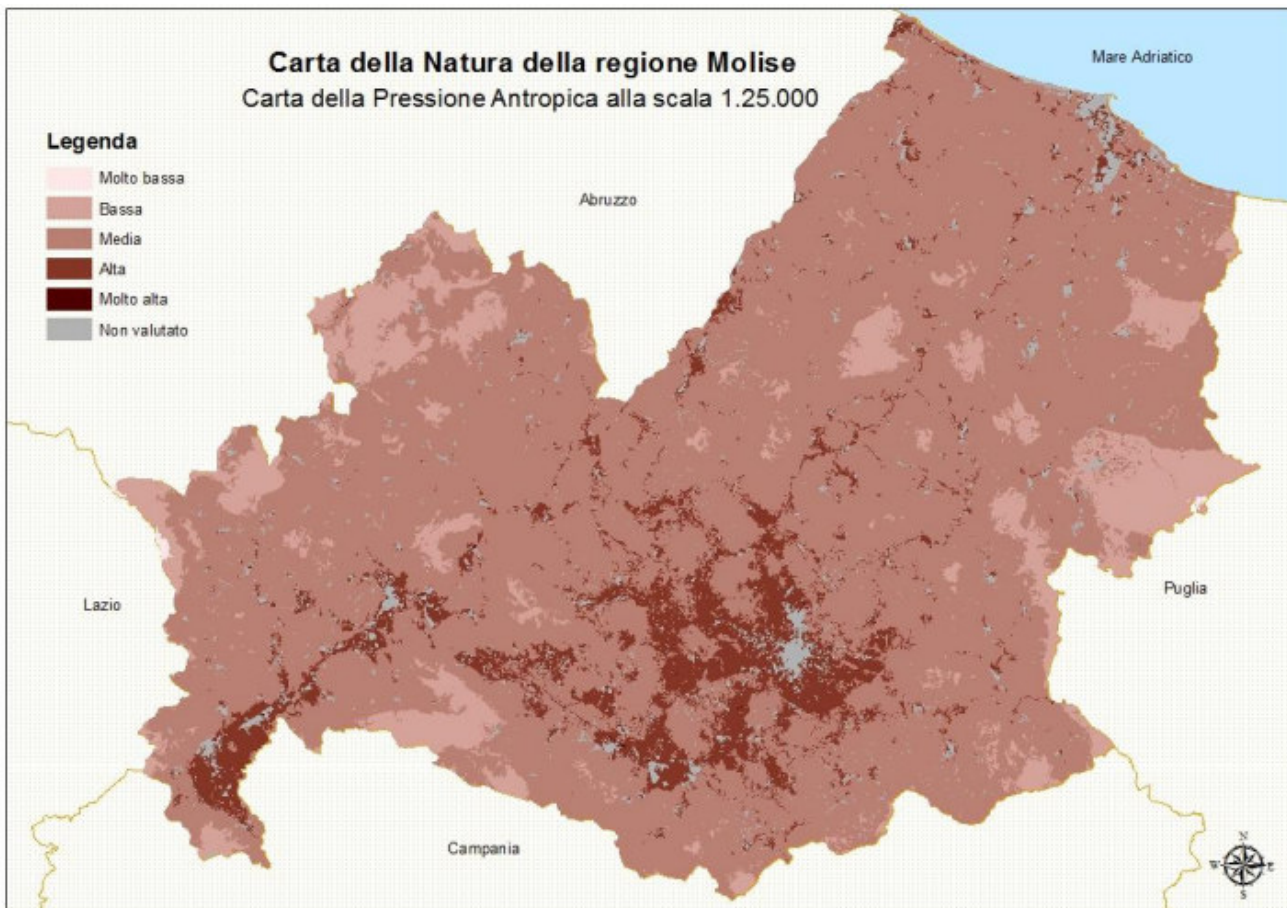 Carta della Natura della regione Molise
Carta della Pressione Antropica alla scala 1.25.000
Mare Adriatico
Legenda
Molto bassa
Bassa
Media
Alta
Molto alta
Non valutato
Abruzzo
Lazio
Puglia
Campania
N
W E
S